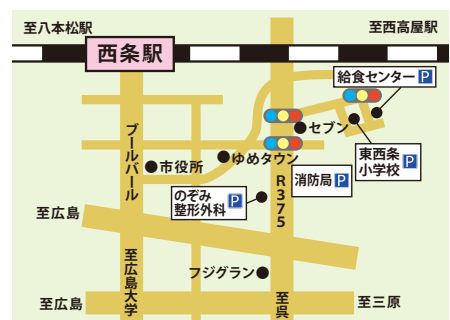 至八本松駅
西条駅
至西高屋駅
給食センター P
セブン
東西条
小学校 P
ブールバール
市役所
ゆめタウン
R375
消防局 P
のぞみ
整形外科 P
至広島
至広島大学
フジグラン
至広島
至呉
至三原